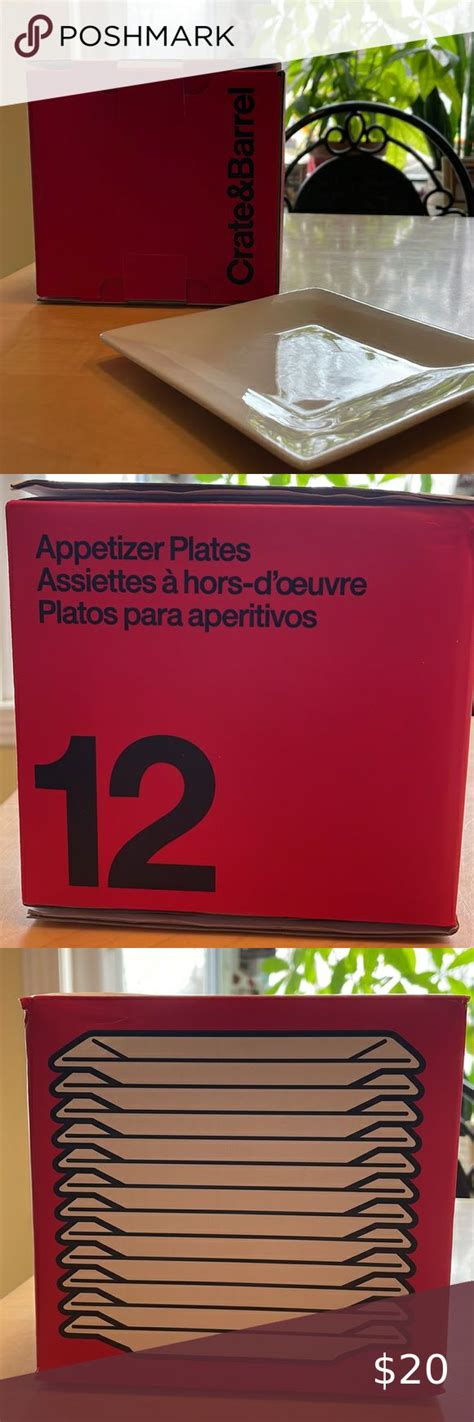 POSHMARK
Crate&Barrel
Appetizer Plates
Assiettes à hors-d'œuvre
Platos para aperitivos
12
$20